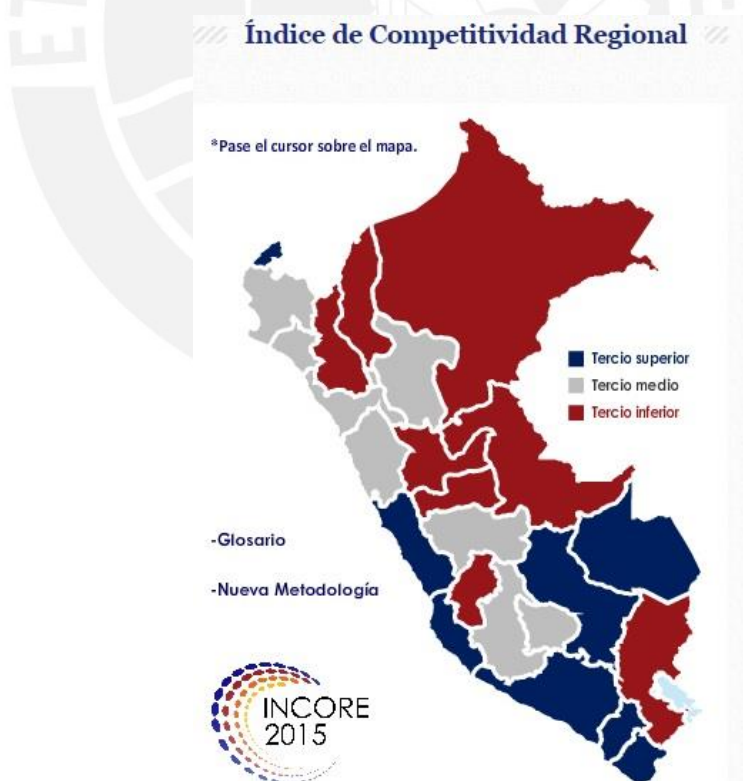 Índice de Competitividad Regional
*Pase el cursor sobre el mapa.
Tercio superior
Tercio medio
Tercio inferior
-Glosario
-Nueva Metodología
INCORE
2015